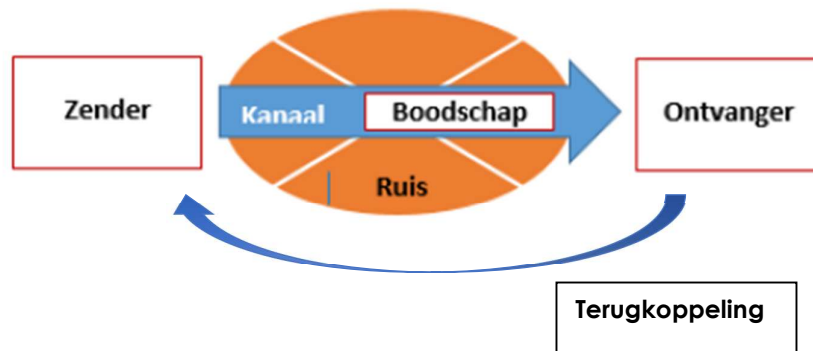 Zender
Kanaal
Boodschap
Ontvanger
Ruis
Terugkoppeling